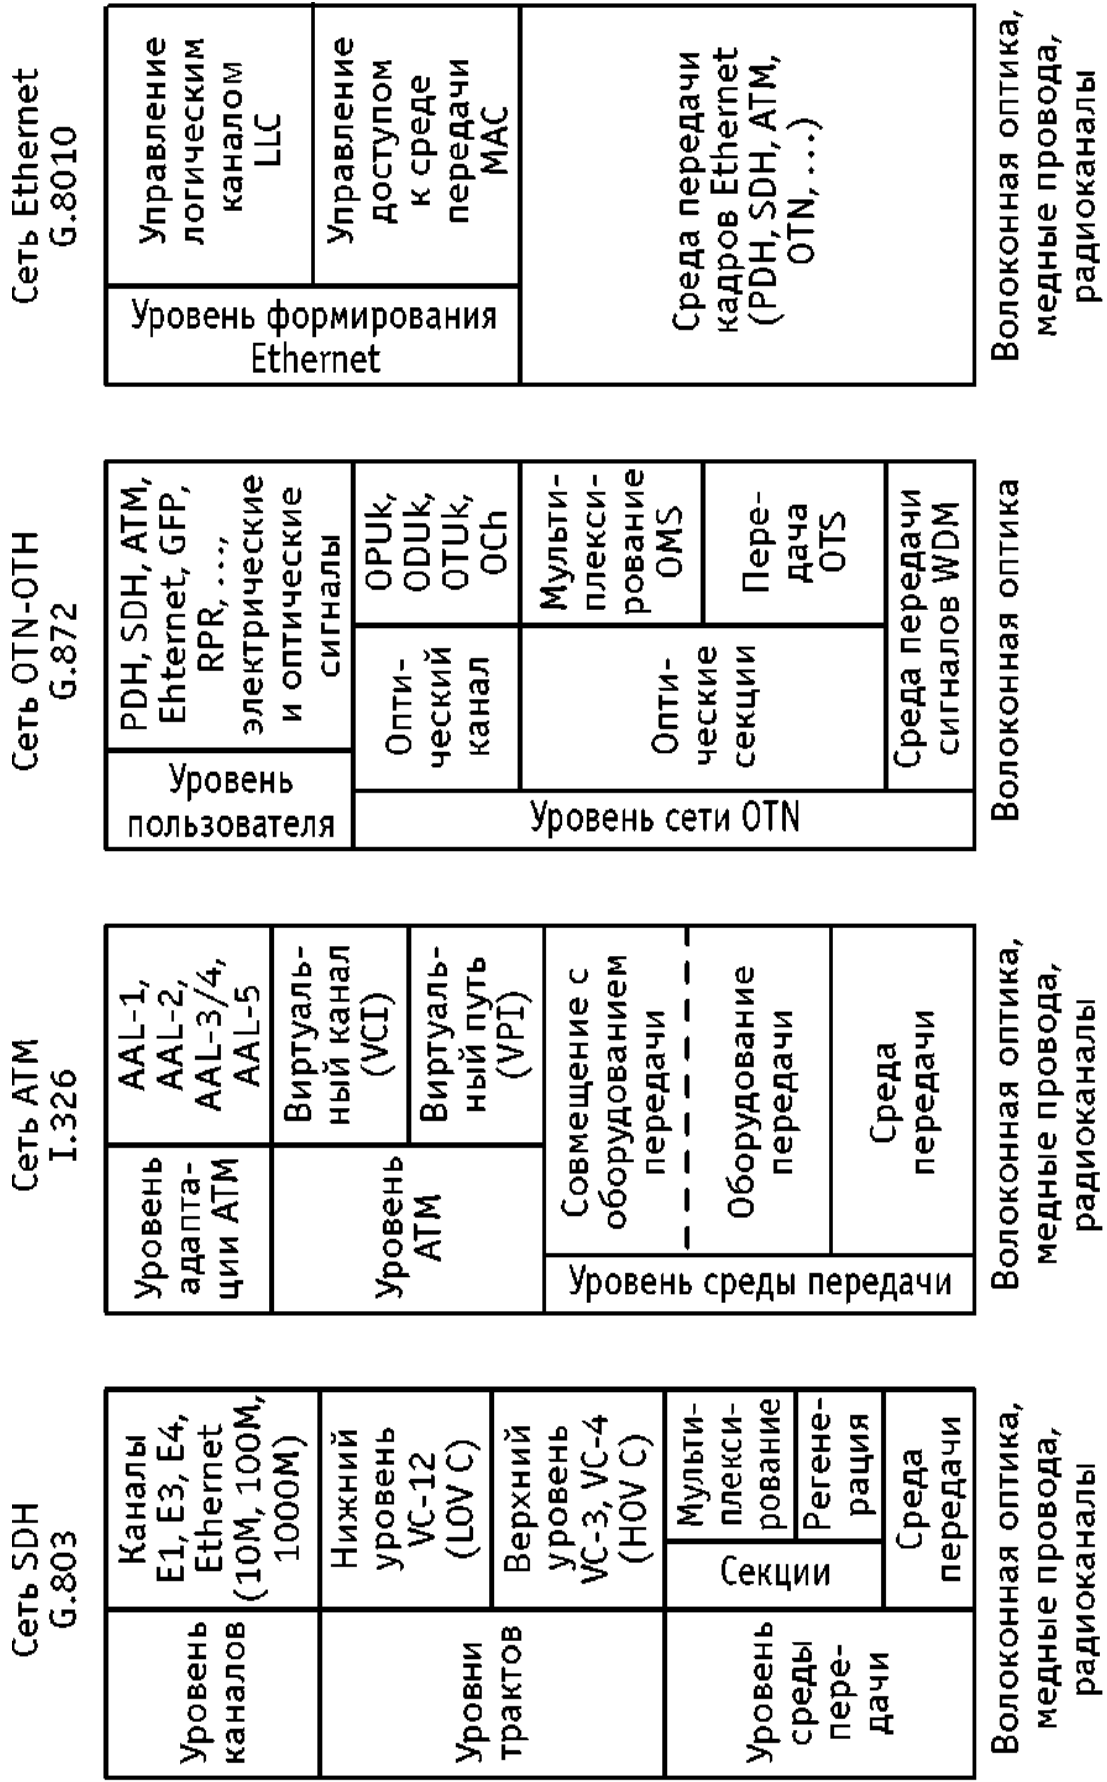 Сеть SDH
G.803
Уровень
каналов
Каналы
E1, E3, E4,
Ethernet
(10M, 100M,
1000M)
Уровни
трактов
Нижний
уровень
VC-12
(LOV C)
Верхний
уровень
VC-3, VC-4
(HOV C)
Уровень
среды
пере-
дачи
Секции
Мульти-
плекси-
рование
Регене-
рация
Среда
передачи
Волоконная оптика,
медные провода,
радиоканалы
Сеть ATM
I.326
Уровень
адапта-
ции ATM
AAL-1,
AAL-2,
AAL-3/4,
AAL-5
Уровень
ATM
Виртуаль-
ный канал
(VCI)
Виртуаль-
ный путь
(VPI)
Совмещение с
оборудованием
передачи
Оборудование
передачи
Среда
передачи
Уровень среды передачи
Волоконная оптика,
медные провода,
радиоканалы
Сеть OTN-OTH
G.872
Уровень
пользователя
PDH, SDH, ATM,
Ehternet, GFP,
RPR, ...,
электрические
и оптические
сигналы
Опти-
ческий
канал
OPUk,
ODUk,
OTUk,
OCh
Опти-
ческие
секции
Мульти-
плекси-
рование
OMS
Пере-
дача
OTS
Среда передачи
сигналов WDM
Уровень сети OTN
Волоконная оптика
Сеть Ethernet
G.8010
Уровень формирования
Ethernet
Управление
логическим
каналом
LLC
Управление
доступом
к среде
передачи
MAC
Среда передачи
кадров Ethernet
(PDH, SDH, ATM,
OTN, ....)
Волоконная оптика,
медные провода,
радиоканалы